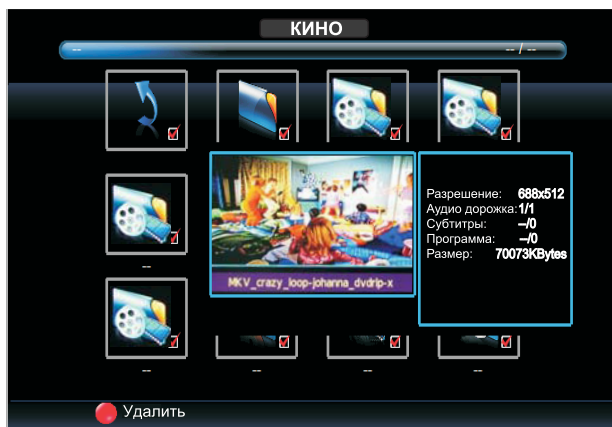 КИНО
--
-- / --
MKV_crazy_loop-johanna_dvdrip-x
Разрешение: 688x512
Аудио дорожка:1/1
Субтитры: --/0
Программа: --/0
Размер: 70073KBytes
--
-- -- -- --
Удалить